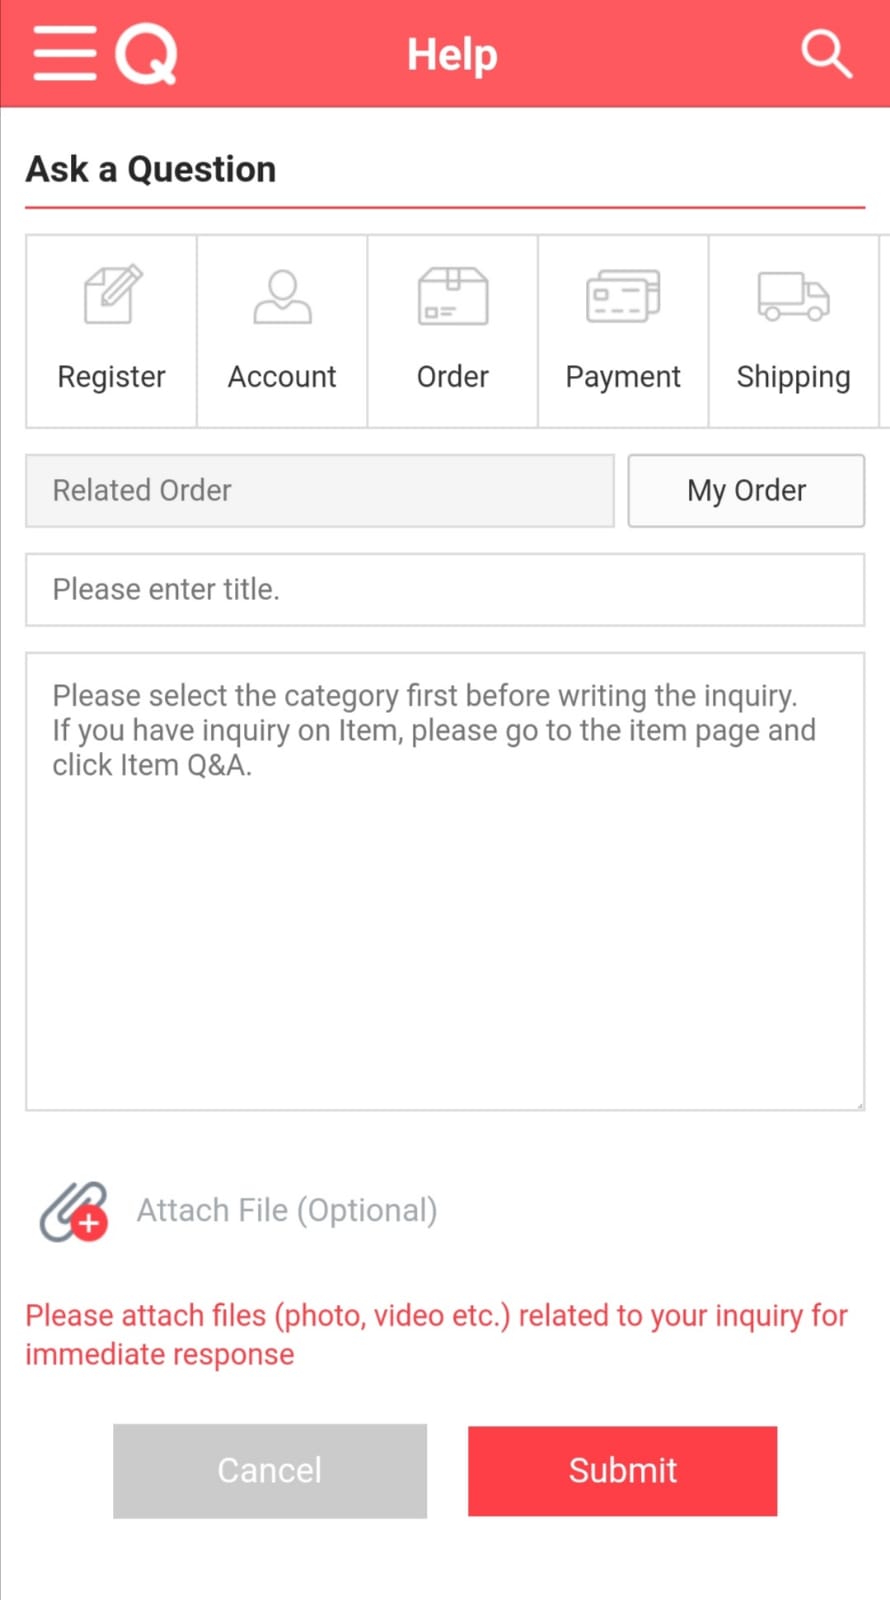 Q
Help
Ask a Question
Register
Account
Order
Payment
Shipping
Related Order
My Order
Please enter title.
Please select the category first before writing the inquiry.
If you have inquiry on Item, please go to the item page and
click Item Q&A.
Attach File (Optional)
Please attach files (photo, video etc.) related to your inquiry for
immediate response
Cancel
Submit